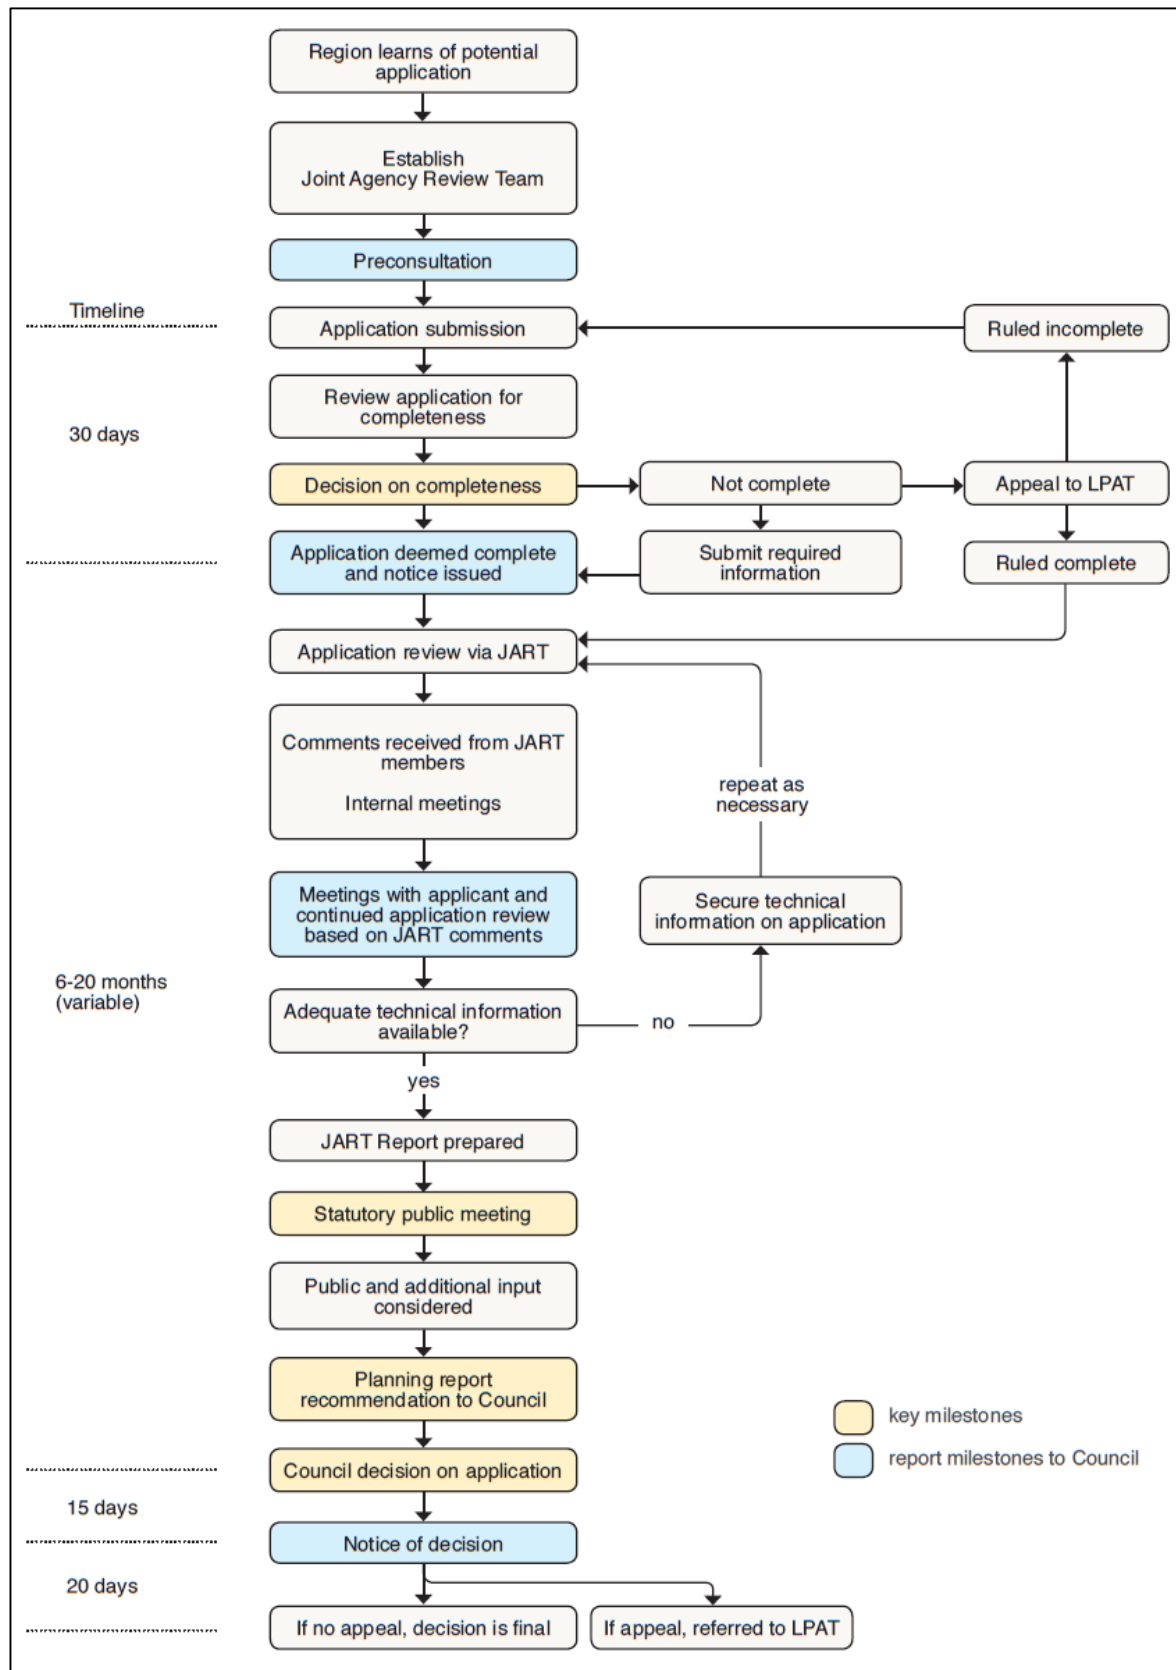 Region learns of potential
application
Establish
Joint Agency Review Team
Preconsultation
Timeline
Application submission
Ruled incomplete
Review application for
completeness
30 days
Decision on completeness
Not complete
Appeal to LPAT
Application deemed complete
and notice issued
Submit required
information
Ruled complete
Application review via JART
Comments received from JART
members
Internal meetings
repeat as
necessary
Meetings with applicant and
continued application review
based on JART comments
Secure technical
information on application
6-20 months
(variable)
Adequate technical information
available?
no
yes
JART Report prepared
Statutory public meeting
Public and additional input
considered
Planning report
recommendation to Council
key milestones
report milestones to Council
Council decision on application
15 days
Notice of decision
20 days
If no appeal, decision is final
If appeal, referred to LPAT